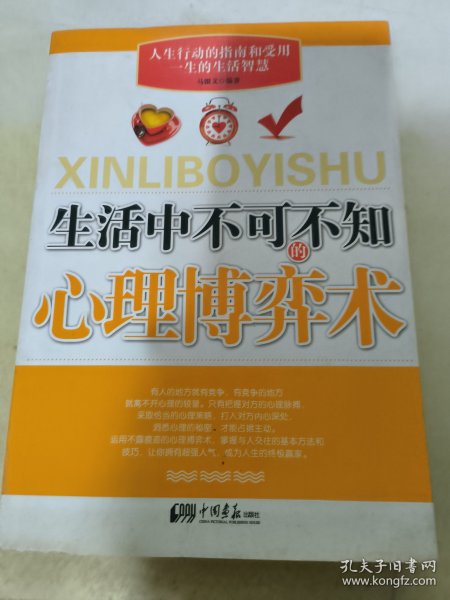 人生行动的指南和受用
一生的生活智慧
马银文◎编著
XINLIBOYISHU
生活中不可不知
的
心理博弈术
有人的地方就有竞争，有竞争的地方
就离不开心理的较量。只有把握对方的心理脉搏，
采取恰当的心理策略，打入对方内心深处，
洞悉心理的秘密，才能占据主动。
运用不露痕迹的心理博弈术，掌握与人交往的基本方法和
技巧，让你拥有超强人气，成为人生的终极赢家。
中国画报出版社
CHINA PICTORIAL PUBLISHING HOUSE
孔夫子旧书网
www.kongfz.com